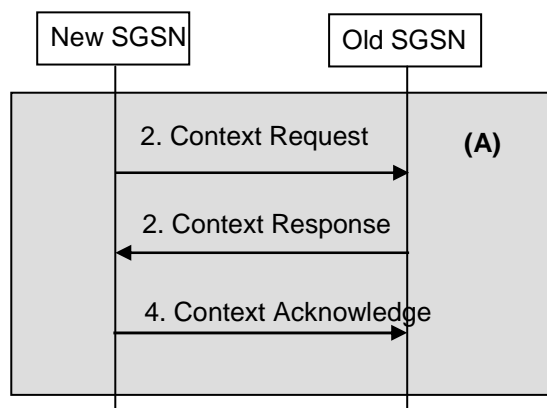 New SGSN
Old SGSN
2. Context Request
(A)
2. Context Response
4. Context Acknowledge